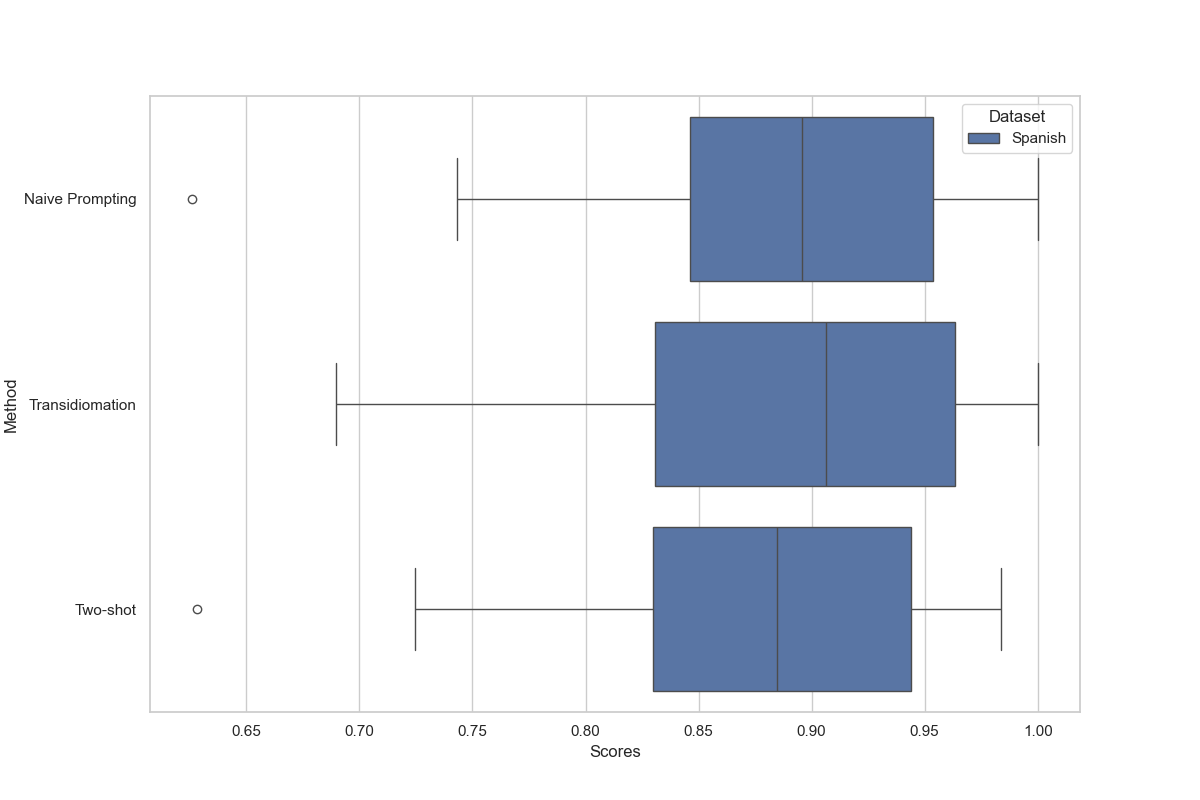 Dataset
Spanish
Naive Prompting
Transidiomation
Two-shot
Method
0.65 0.70 0.75 0.80 0.85 0.90 0.95 1.00
Scores